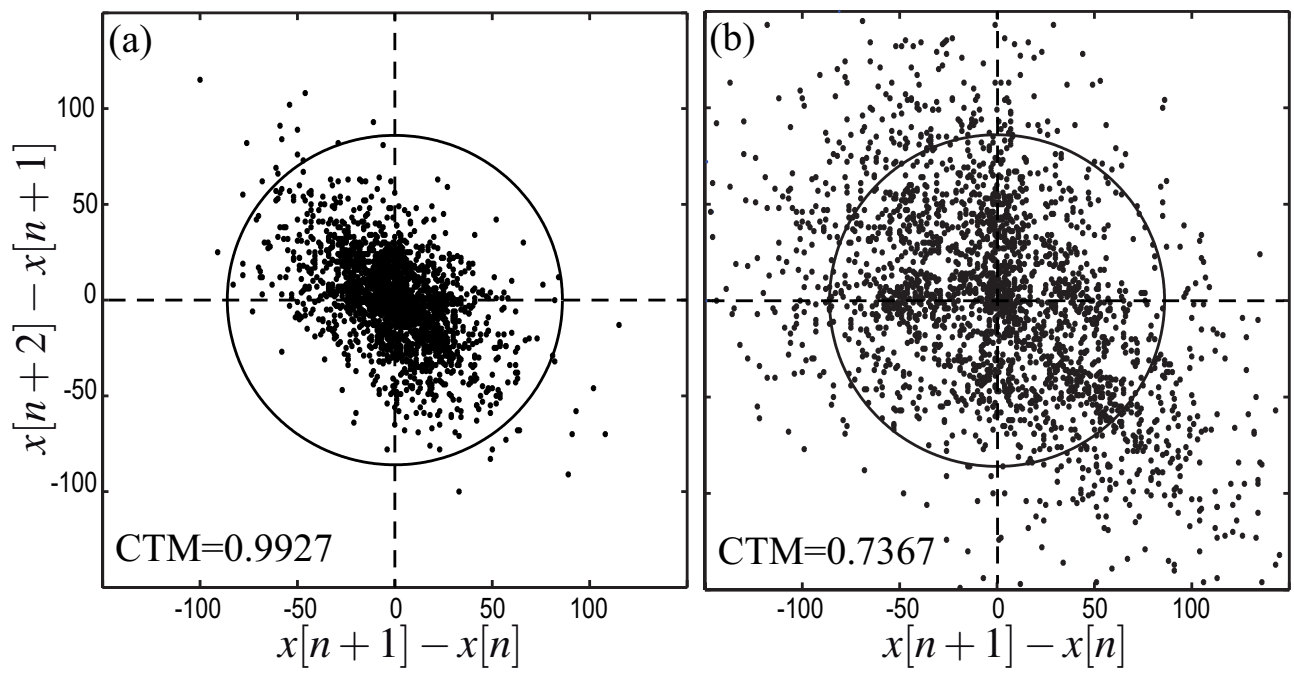 (a)
(b)
x[n + 2] − x[n + 1]
100
50
0
-50
-100
CTM=0.9927
CTM=0.7367
-100 -50 0 50 100
-100 -50 0 50 100
x[n + 1] − x[n]
x[n + 1] − x[n]